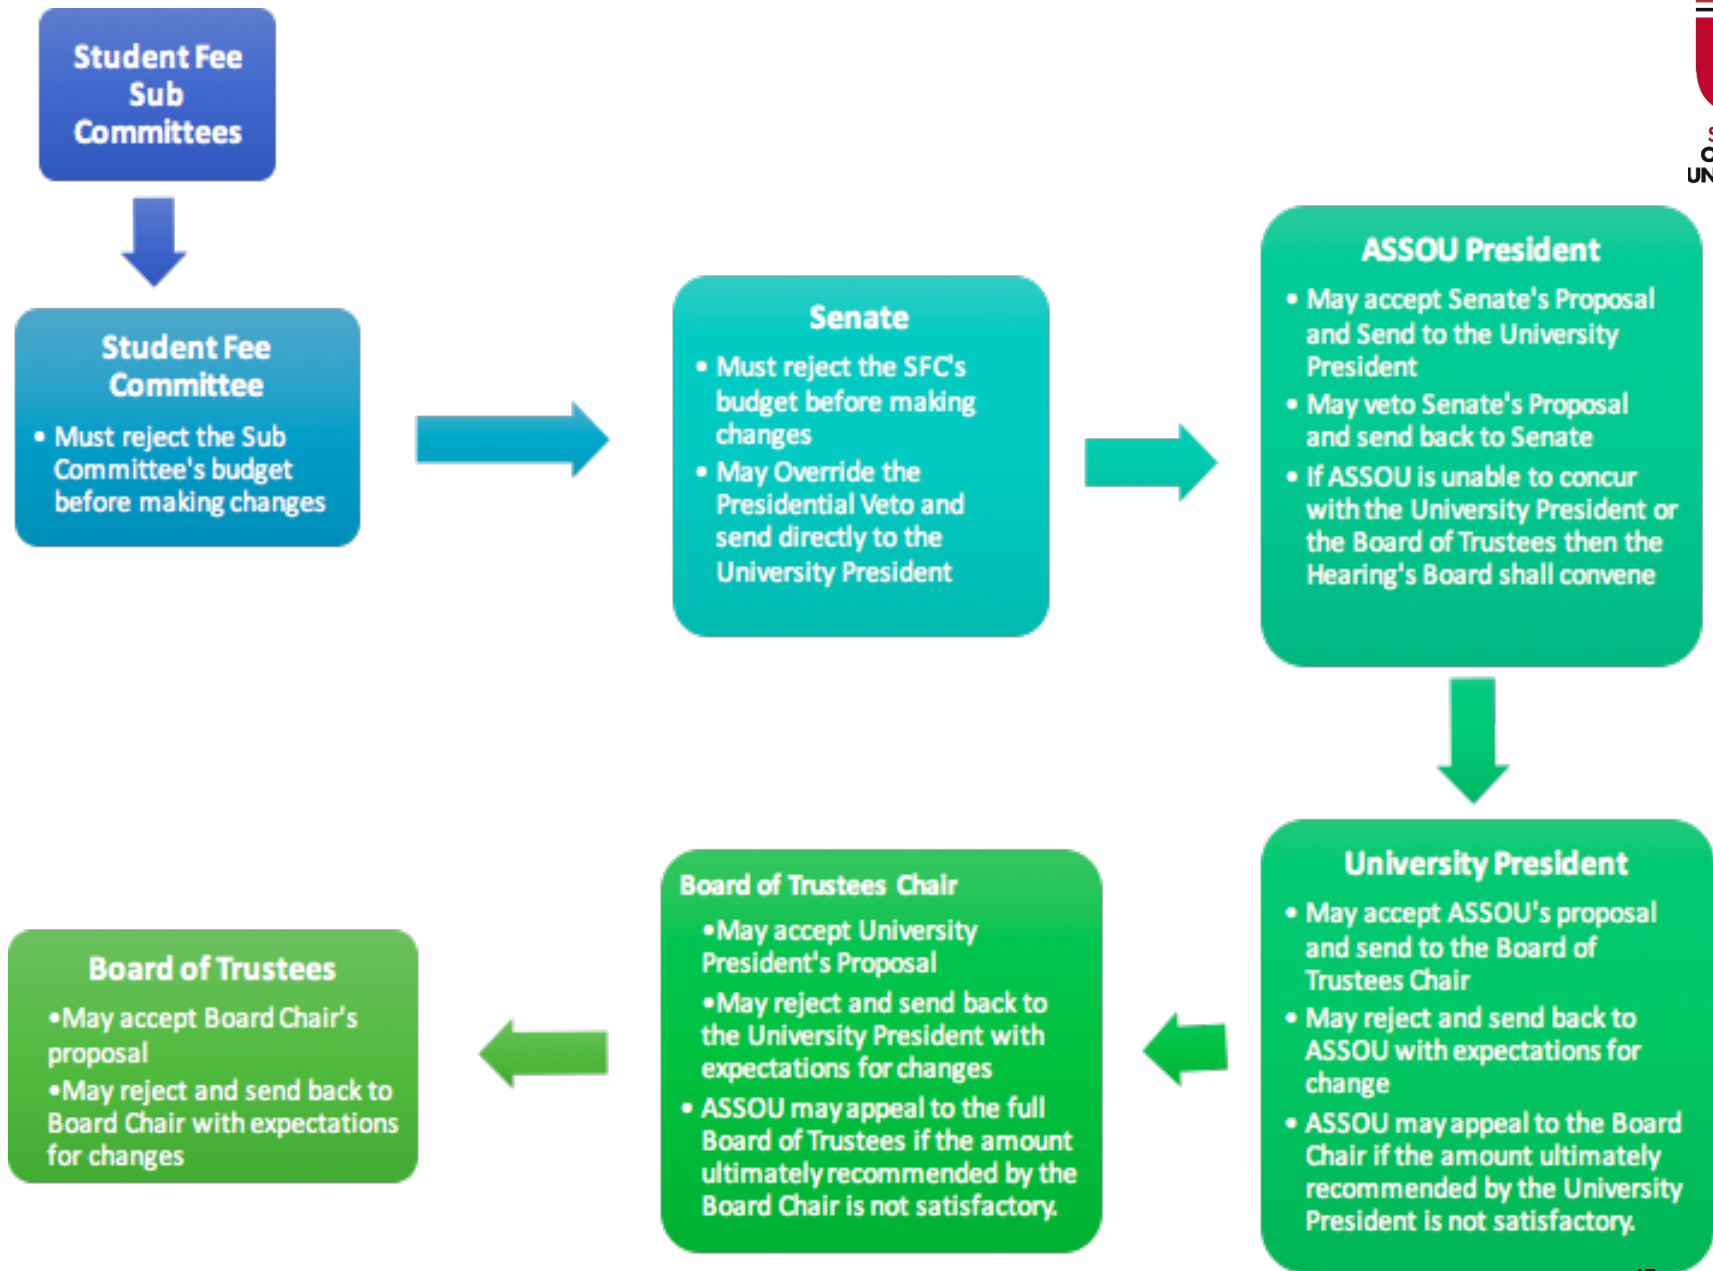 Student Fee
Sub
Committees
Student Fee
Committee
• Must reject the Sub
Committee's budget
before making changes
Senate
• Must reject the SFC's
budget before making
changes
• May Override the
Presidential Veto and
send directly to the
University President
ASSOU President
• May accept Senate's Proposal
and Send to the University
President
• May veto Senate's Proposal
and send back to Senate
• If ASSOU is unable to concur
with the University President or
the Board of Trustees then the
Hearing's Board shall convene
University President
• May accept ASSOU's proposal
and send to the Board of
Trustees Chair
• May reject and send back to
ASSOU with expectations for
change
• ASSOU may appeal to the Board
Chair if the amount ultimately
recommended by the University
President is not satisfactory.
Board of Trustees Chair
•May accept University
President's Proposal
•May reject and send back to
the University President with
expectations for changes
• ASSOU may appeal to the full
Board of Trustees if the amount
ultimately recommended by the
Board Chair is not satisfactory.
Board of Trustees
•May accept Board Chair's
proposal
•May reject and send back to
Board Chair with expectations
for changes